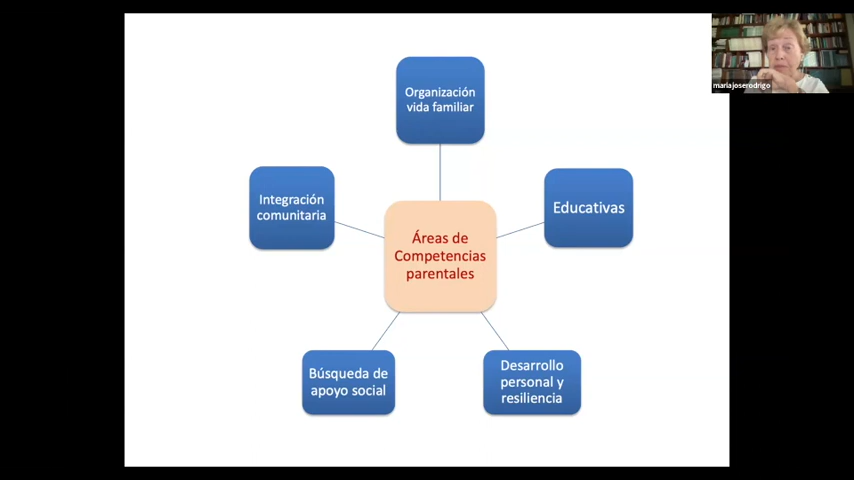 mariajoserodrigo
Organización
vida familiar
Integración
comunitaria
Educativas
Áreas de
Competencias
parentales
Búsqueda de
apoyo social
Desarrollo
personal y
resiliencia